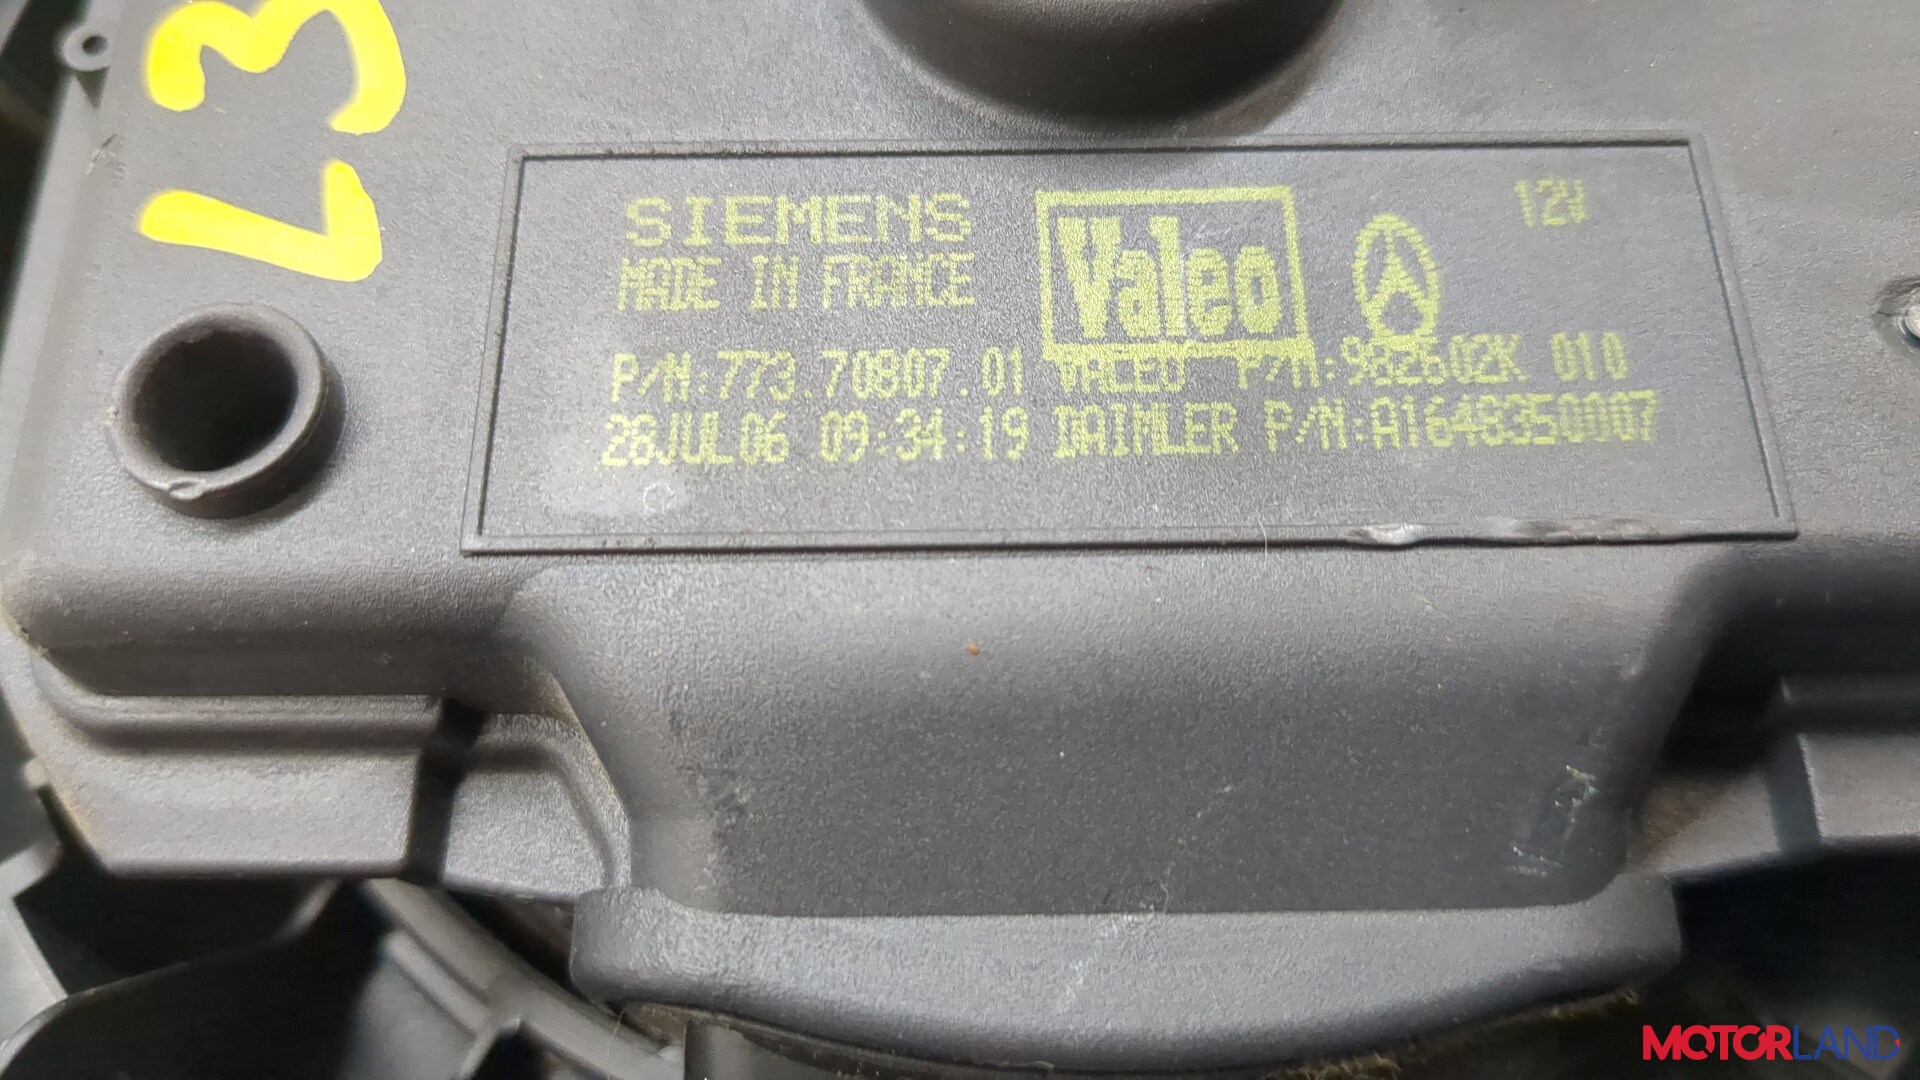 L3
SIEMENS
MADE IN FRANCE
Valeo
12V
P/N:773.70807.01 VALEO P/N:982602K 010
28JUL06 09:34:19 DAIMLER P/N:A1648350007
MOTORLAND